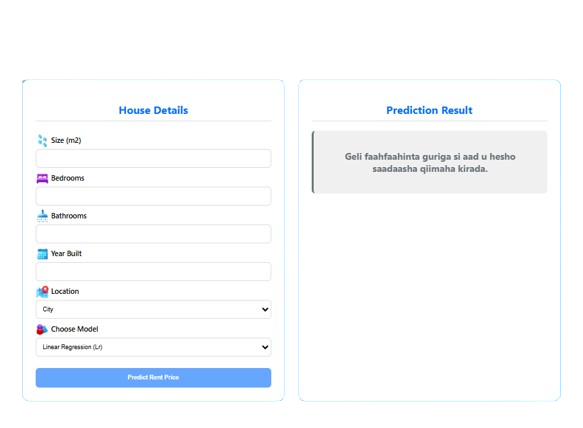 House Details
Size (m2)
Bedrooms
Bathrooms
Year Built
Location
City
Choose Model
Linear Regression (Lr)
Predict Rent Price
Prediction Result
Geli faahfaahinta guriga si aad u hesho
saadaasha qiimaha kirada.